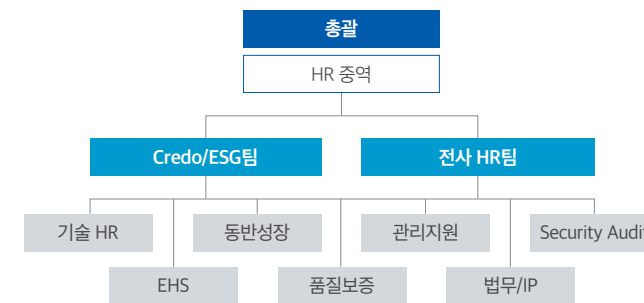 총괄
HR 중역
Credo/ESG팀
전사 HR팀
기술 HR
동반성장
관리지원
Security Audit
EHS
품질보증
법무/IP